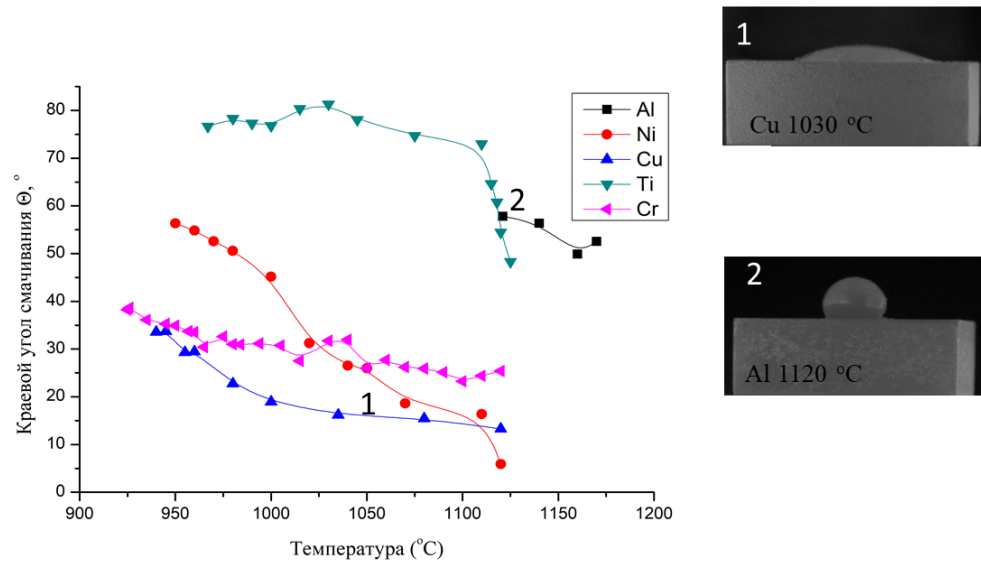 Краевой угол смачивания Θ, °
80
70
60
50
40
30
20
10
0
900
950
1000
1050
1100
1150
1200
Температура (°C)
Al
Ni
Cu
Ti
Cr
2
1
1
Cu 1030 °C
2
Al 1120 °C